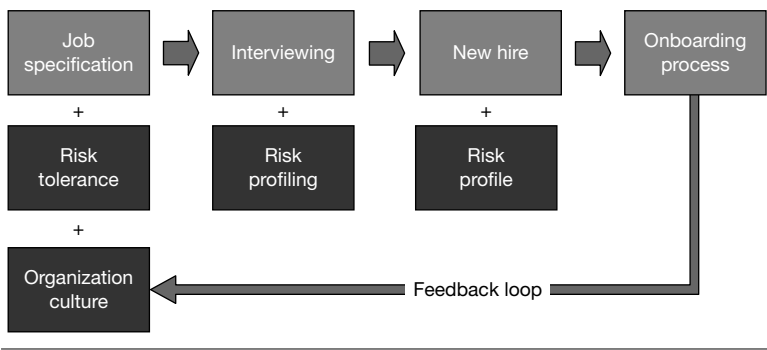 Job
specification
Interviewing
New hire
Onboarding
process
+
+
+
Risk
tolerance
Risk
profiling
Risk
profile
+
Organization
culture
Feedback loop